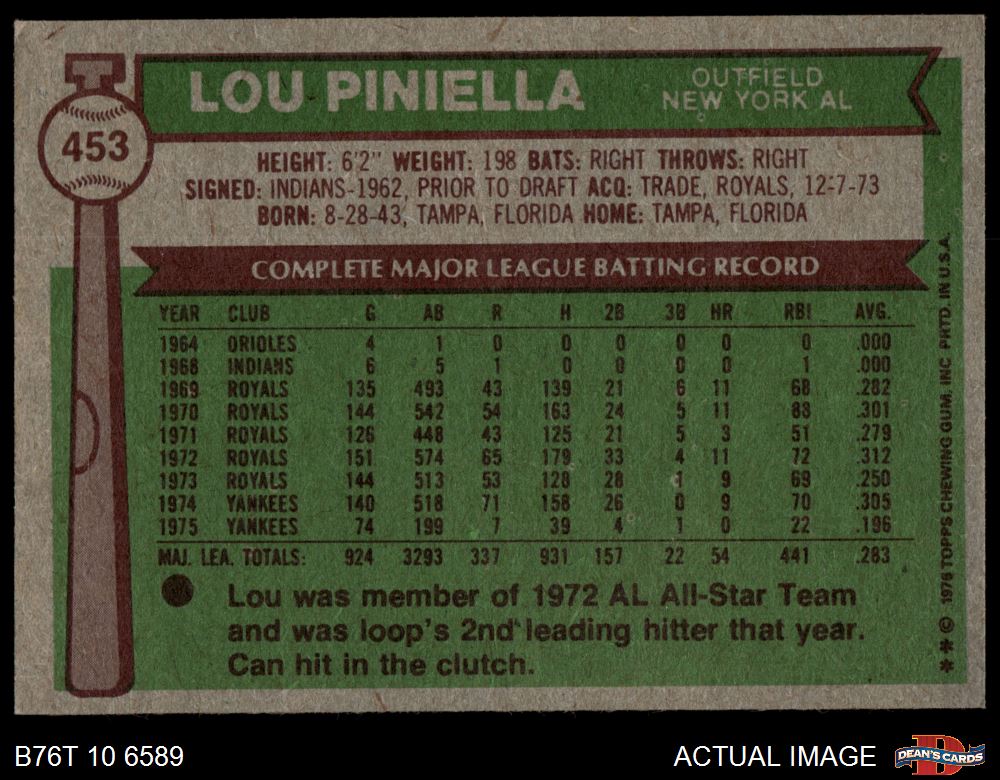 LOU PINIELLA
OUTFIELD
NEW YORK AL
453
HEIGHT: 6'2" WEIGHT: 198 BATS: RIGHT THROWS: RIGHT
SIGNED: INDIANS-1962, PRIOR TO DRAFT ACQ: TRADE, ROYALS, 12-7-73
BORN: 8-28-43, TAMPA, FLORIDA HOME: TAMPA, FLORIDA
COMPLETE MAJOR LEAGUE BATTING RECORD
YEAR CLUB G AB R H 2B 3B HR RBI AVG.
1964 ORIOLES 4 1 0 0 0 0 0 0 .000
1968 INDIANS 6 5 1 0 0 0 0 1 .000
1969 ROYALS 135 493 43 139 21 6 11 68 .282
1970 ROYALS 144 542 54 163 24 5 11 88 .301
1971 ROYALS 126 448 43 125 21 5 3 51 .279
1972 ROYALS 151 574 65 179 33 4 11 72 .312
1973 ROYALS 144 513 53 128 28 1 9 69 .250
1974 YANKEES 140 518 71 158 26 0 9 70 .305
1975 YANKEES 74 199 7 39 4 1 0 22 .196
MAJ. LEA. TOTALS: 924 3293 337 931 157 22 54 441 .283
Lou was member of 1972 AL All-Star Team
and was loop's 2nd leading hitter that year.
Can hit in the clutch.
**© 1976 TOPPS CHEWING GUM, INC. PRTD. IN U.S.A.
B76T 10 6589
ACTUAL IMAGE
D
DEAN'S CARDS